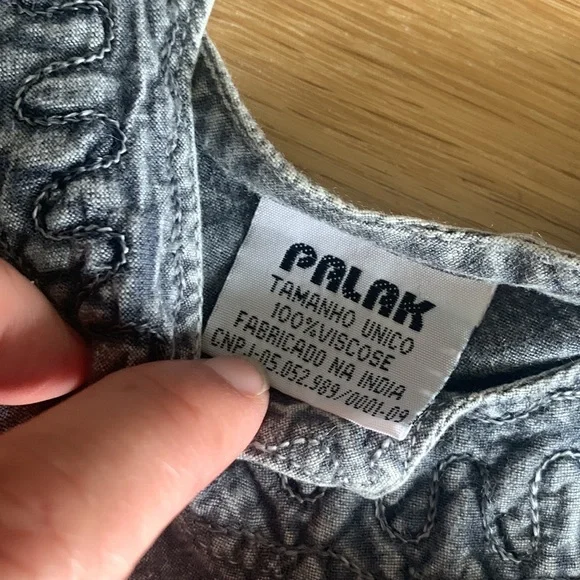 PALAK
TAMANHO UNICO
100%VISCOSE
FABRICADO NA INDIA
CNPJ-05.052.989/0001-09